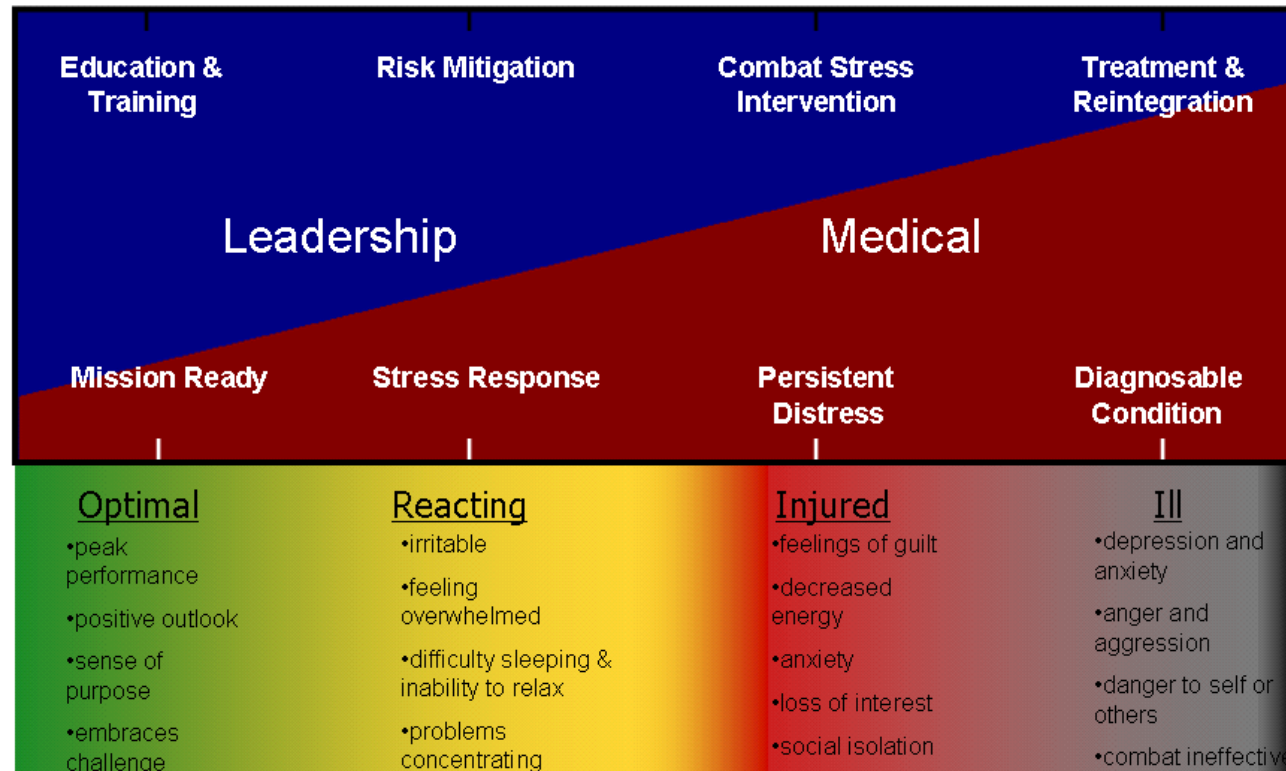 Education &
Training
Risk Mitigation
Combat Stress
Intervention
Treatment &
Reintegration
Leadership
Medical
Mission Ready
Stress Response
Persistent
Distress
Diagnosable
Condition
Optimal
•peak
performance
•positive outlook
•sense of
purpose
•embraces
challenge
Reacting
•irritable
•feeling
overwhelmed
•difficulty sleeping &
inability to relax
•problems
concentrating
Injured
•feelings of guilt
•decreased
energy
•anxiety
•loss of interest
•social isolation
Ill
•depression and
anxiety
•anger and
aggression
•danger to self or
others
•combat ineffective